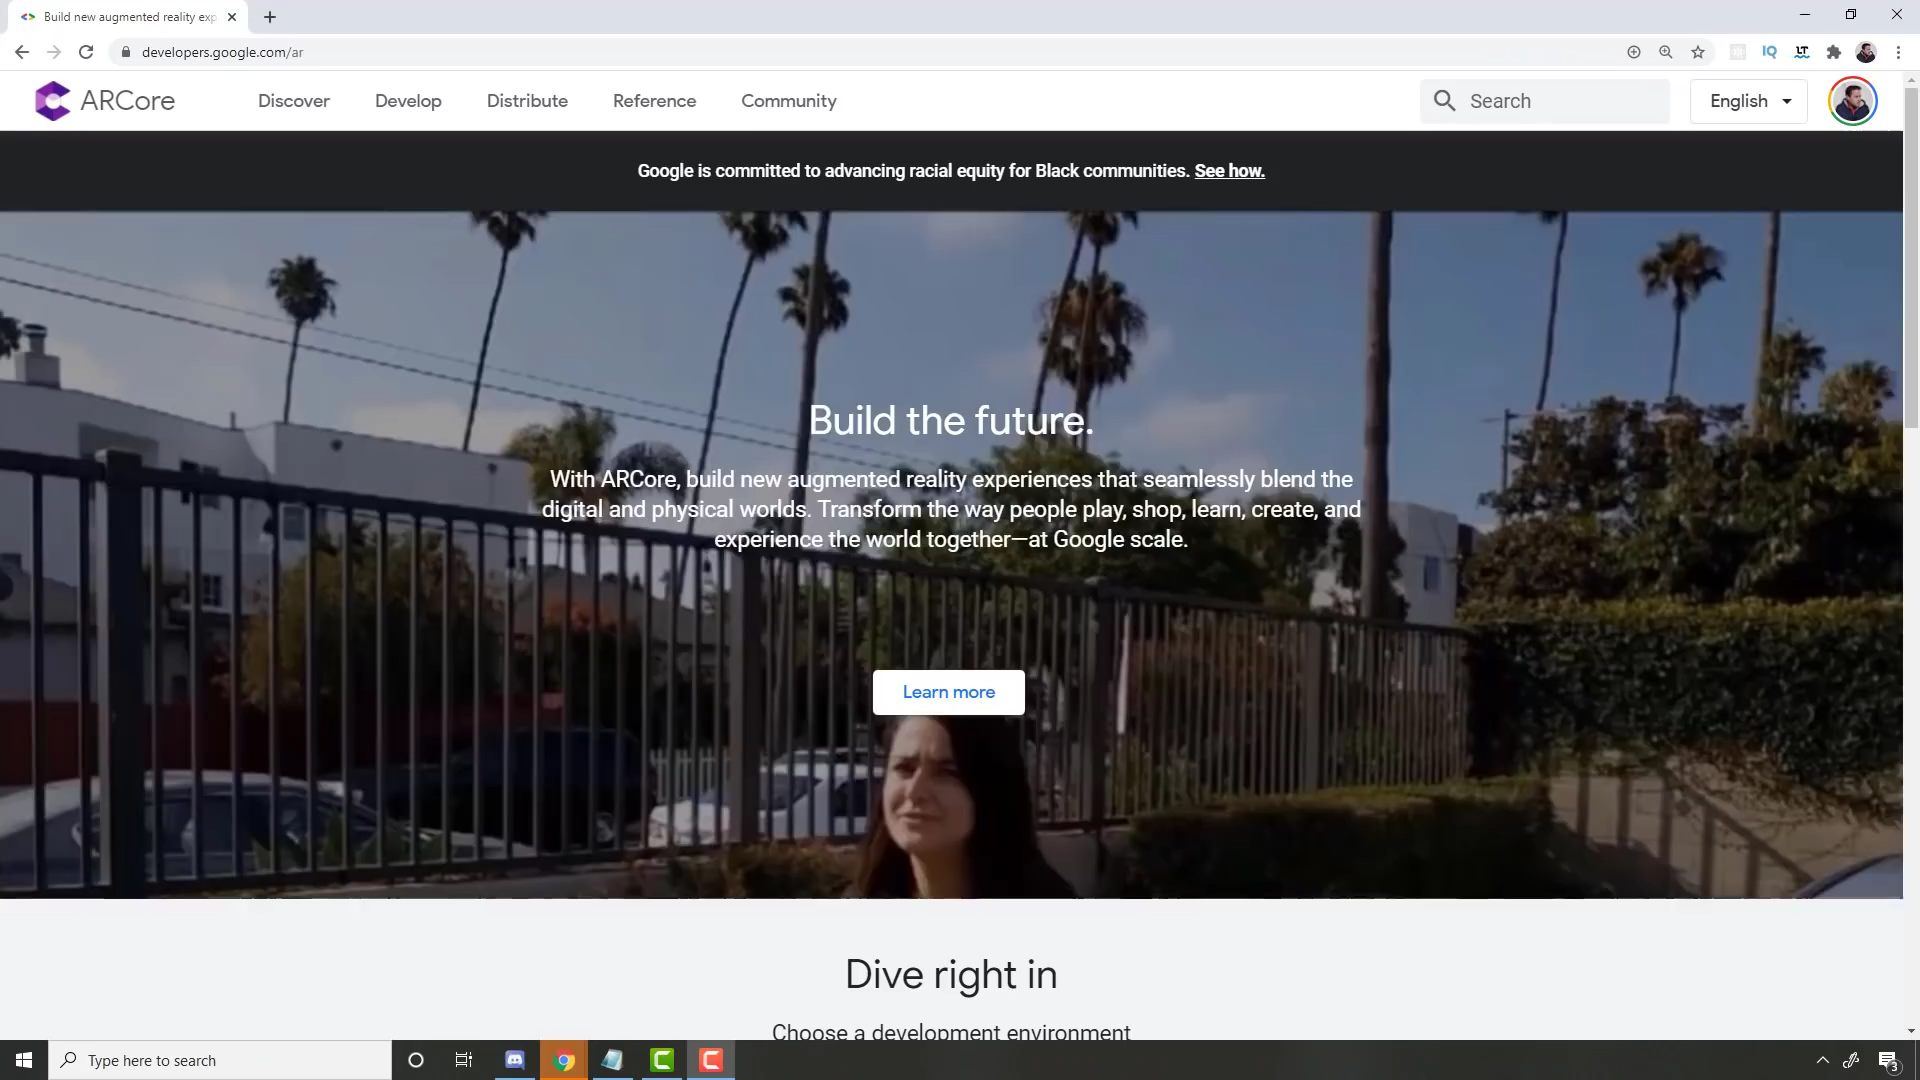 Build new augmented reality exp
developers.google.com/ar
IQ
LT
ARCore
Discover
Develop
Distribute
Reference
Community
Search
English
Google is committed to advancing racial equity for Black communities. See how.
Build the future.
With ARCore, build new augmented reality experiences that seamlessly blend the
digital and physical worlds. Transform the way people play, shop, learn, create, and
experience the world together—at Google scale.
Learn more
Dive right in
Choose a development environment
Type here to search
3